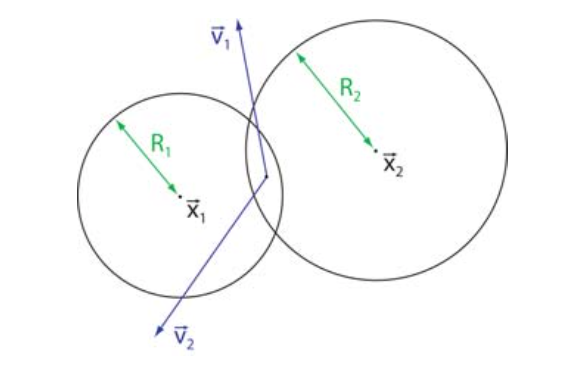 v⃗₁
R₂
R₁
x⃗₂
x⃗₁
v⃗₂